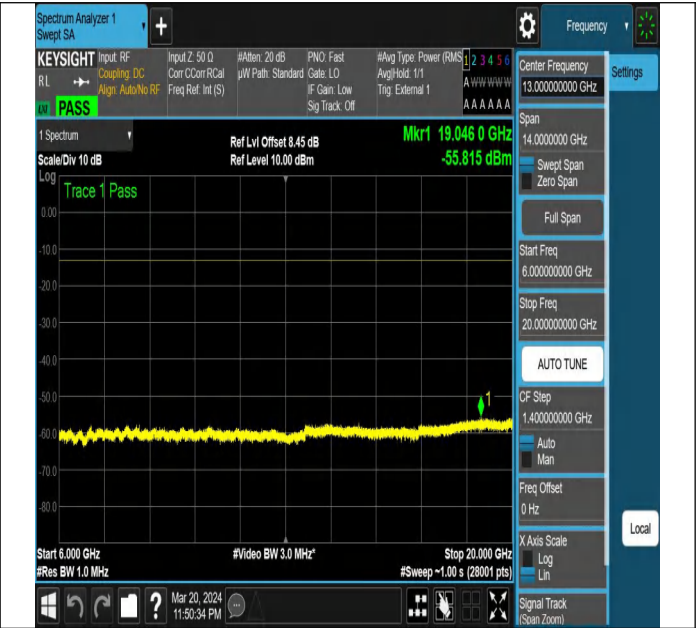 Spectrum Analyzer 1
Swept SA
+
Frequency
KEYSIGHT
RL
PASS
Input: RF
Coupling: DC
Align: Auto/No RF
Input Z: 50 Ω
Corr CCorr RCal
Freq Ref: Int (S)
#Atten: 20 dB
µW Path: Standard
PNO: Fast
Gate: LO
IF Gain: Low
Sig Track: Off
#Avg Type: Power (RMS
Avg|Hold: 1/1
Trig: External 1
1 2 3 4 5 6
A W W W W W
A A A A A A
1 Spectrum
Scale/Div 10 dB
Ref Lvl Offset 8.45 dB
Ref Level 10.00 dBm
Mkr1 19.046 0 GHz
-55.815 dBm
Log
Trace 1 Pass
0.00
-10.0
-20.0
-30.0
-40.0
-50.0
1
-60.0
-70.0
-80.0
Start 6.000 GHz
#Res BW 1.0 MHz
#Video BW 3.0 MHz*
Stop 20.000 GHz
#Sweep ~1.00 s (28001 pts)
?
Mar 20, 2024
11:50:34 PM
Center Frequency
13.000000000 GHz
Settings
Span
14.0000000 GHz
Swept Span
Zero Span
Full Span
Start Freq
6.000000000 GHz
Stop Freq
20.000000000 GHz
AUTO TUNE
CF Step
1.400000000 GHz
Auto
Man
Freq Offset
0 Hz
X Axis Scale
Log
Lin
Local
Signal Track
(Span Zoom)